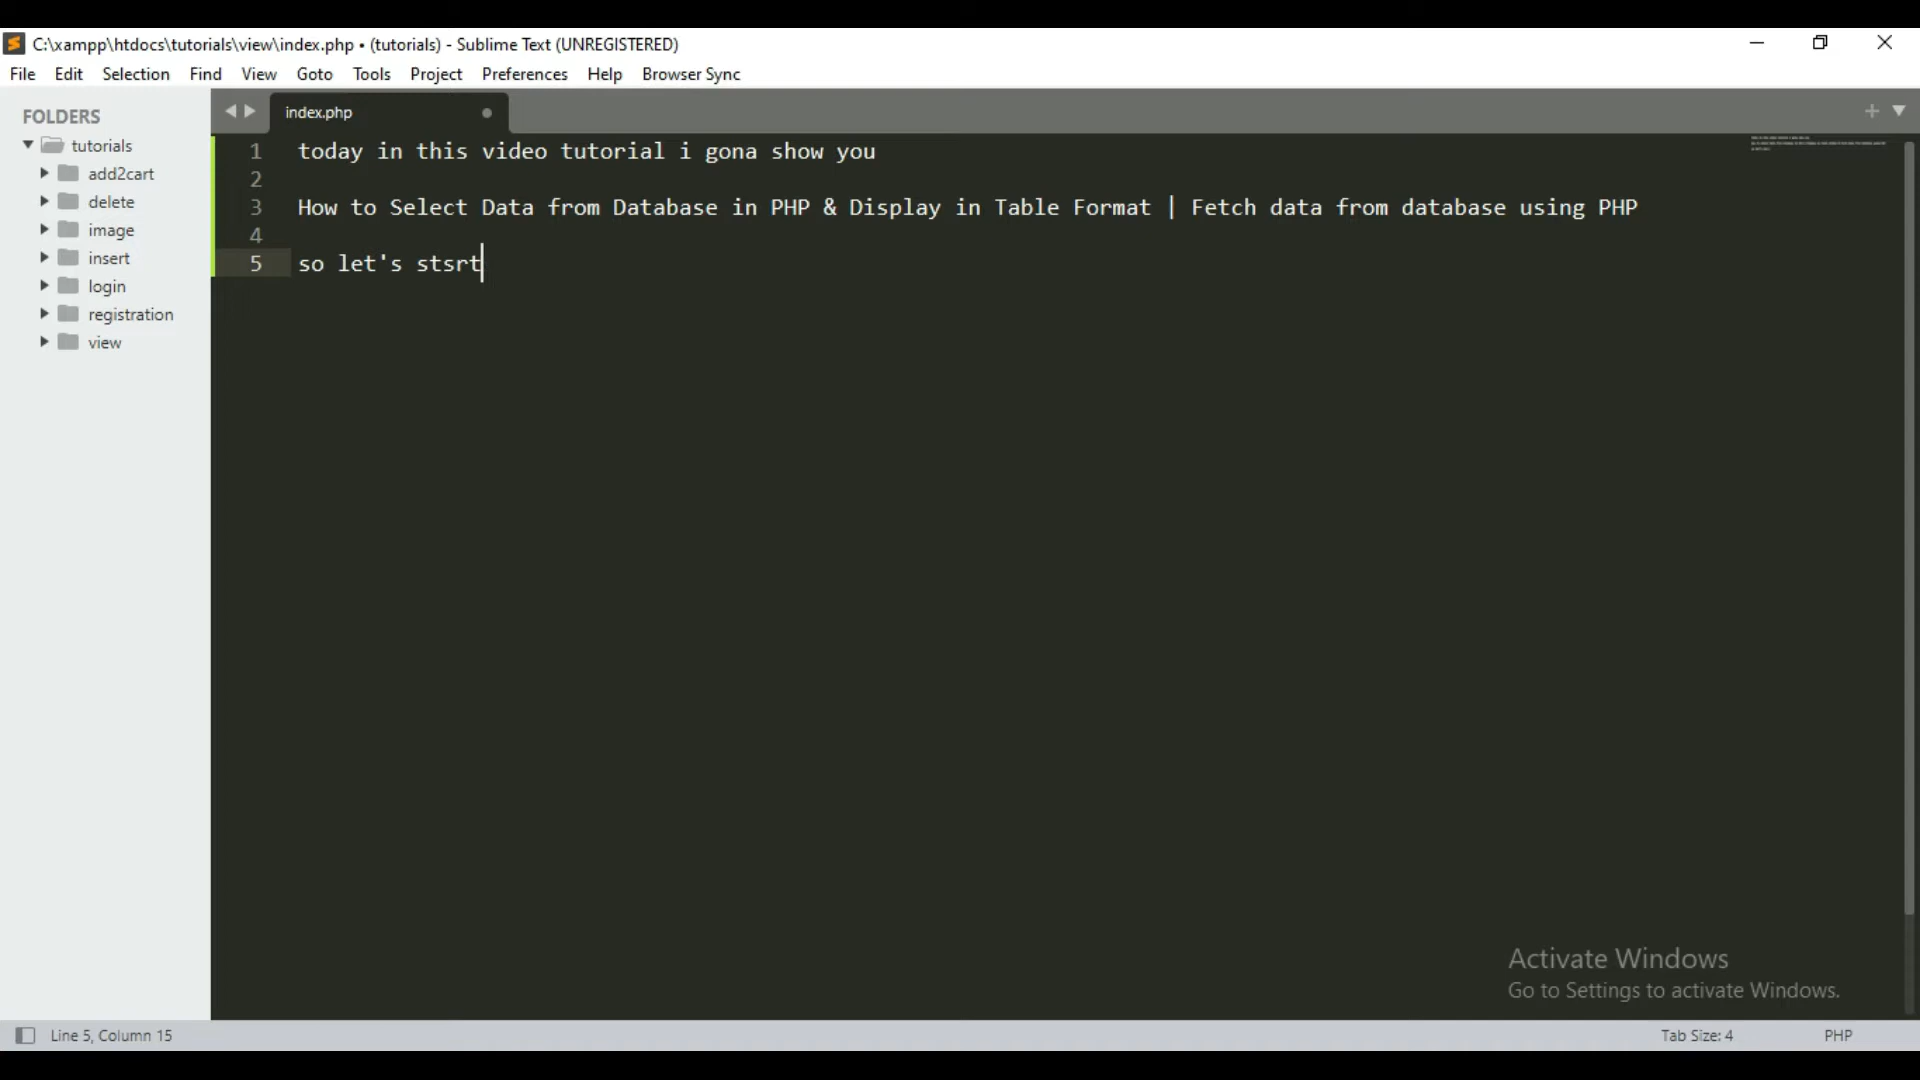 C:\xampp\htdocs\tutorials\view\index.php • (tutorials) - Sublime Text (UNREGISTERED)
File Edit Selection Find View Goto Tools Project Preferences Help Browser Sync
FOLDERS
tutorials
add2cart
delete
image
insert
login
registration
view
index.php
1 today in this video tutorial i gona show you
2
3 How to Select Data from Database in PHP & Display in Table Format | Fetch data from database using PHP
4
5 so let's stsrt
Activate Windows
Go to Settings to activate Windows.
Line 5, Column 15
Tab Size: 4
PHP